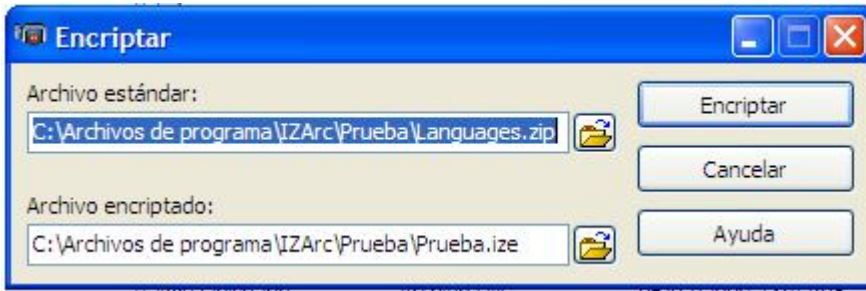 Encriptar
Archivo estándar:
C:\Archivos de programa\IZArc\Prueba\Languages.zip
Encriptar
Cancelar
Archivo encriptado:
C:\Archivos de programa\IZArc\Prueba\Prueba.ize
Ayuda